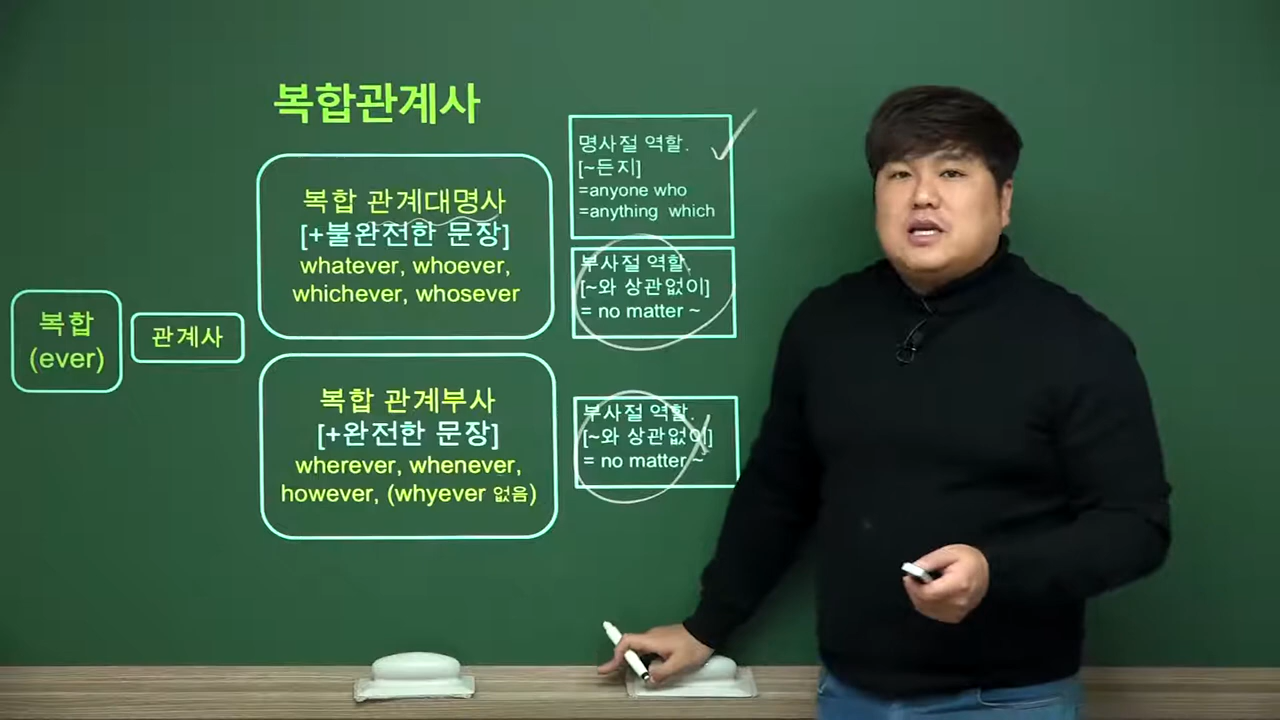 복합관계사
복합
(ever)
관계사
복합 관계대명사
[+불완전한 문장]
whatever, whoever,
whichever, whosever
명사절 역할.
[~든지]
=anyone who
=anything which
부사절 역할.
[~와 상관없이]
= no matter ~
복합 관계부사
[+완전한 문장]
wherever, whenever,
however, (whyever 없음)
부사절 역할.
[~와 상관없이]
= no matter ~